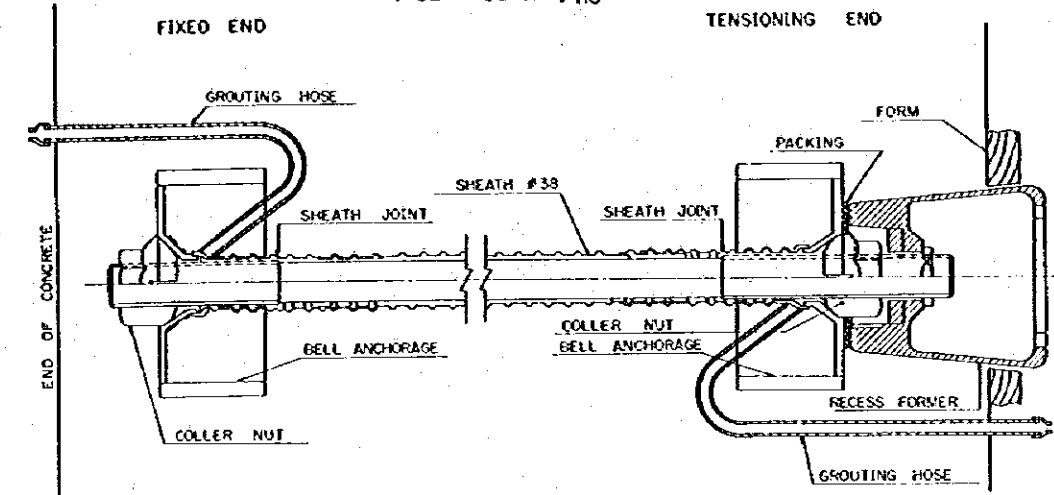 FIXED END
TENSIONING END
GROUTING HOSE
FORM
PACKING
SHEATH #38
SHEATH JOINT
SHEATH JOINT
END OF CONCRETE
COLLER NUT
BELL ANCHORAGE
BELL ANCHORAGE
RECESS FORMER
COLLER NUT
GROUTING HOSE